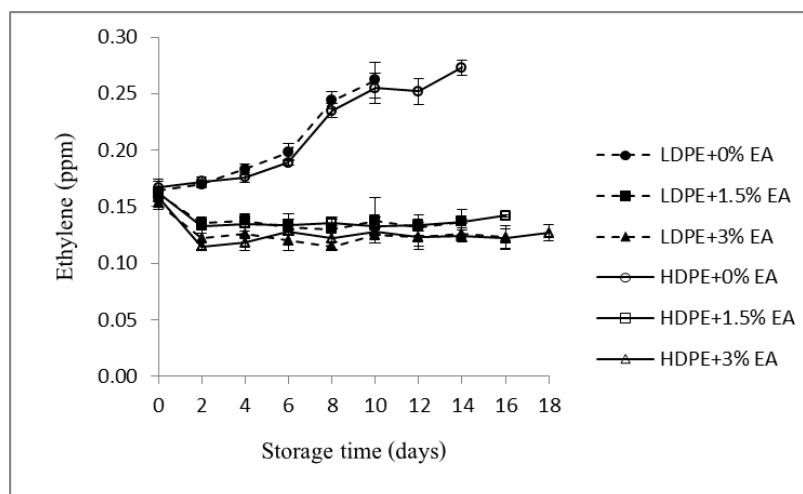 0.30
0.25
0.20
0.15
0.10
0.05
0.00
Ethylene (ppm)
0 2 4 6 8 10 12 14 16 18
Storage time (days)
LDPE+0% EA
LDPE+1.5% EA
LDPE+3% EA
HDPE+0% EA
HDPE+1.5% EA
HDPE+3% EA